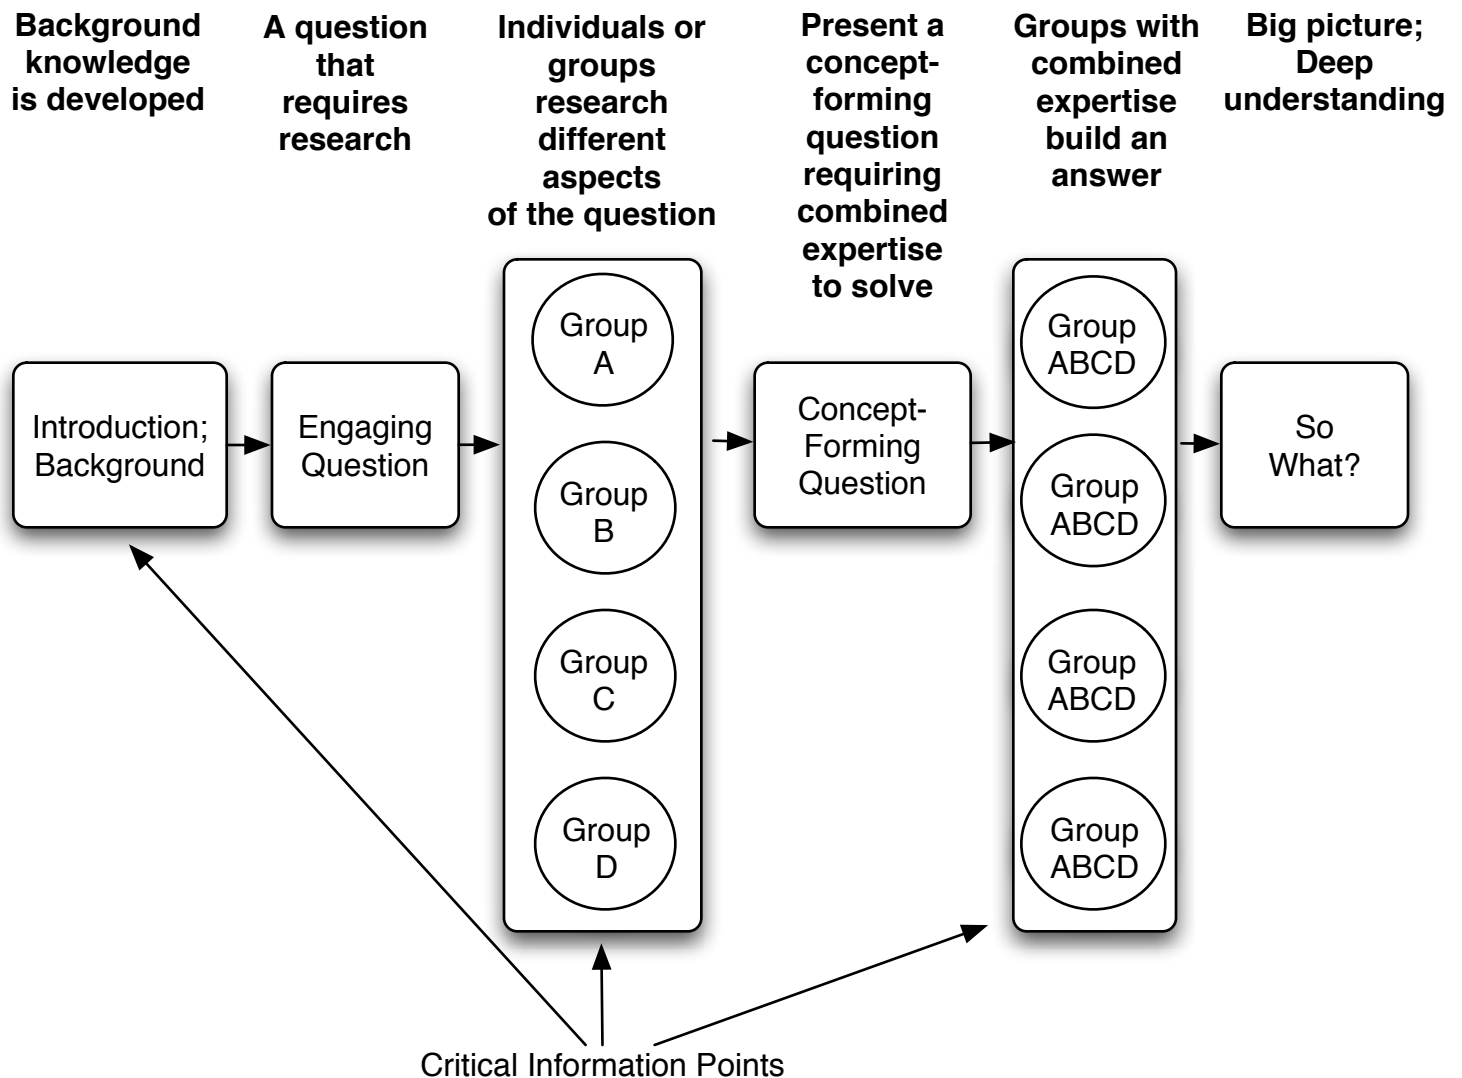 Background
knowledge
is developed
A question
that
requires
research
Individuals or
groups
research
different
aspects
of the question
Present a
concept-
forming
question
requiring
combined
expertise
to solve
Groups with
combined
expertise
build an
answer
Big picture;
Deep
understanding
Introduction;
Background
Engaging
Question
Group
A
Group
B
Group
C
Group
D
Concept-
Forming
Question
Group
ABCD
Group
ABCD
Group
ABCD
Group
ABCD
So
What?
Critical Information Points